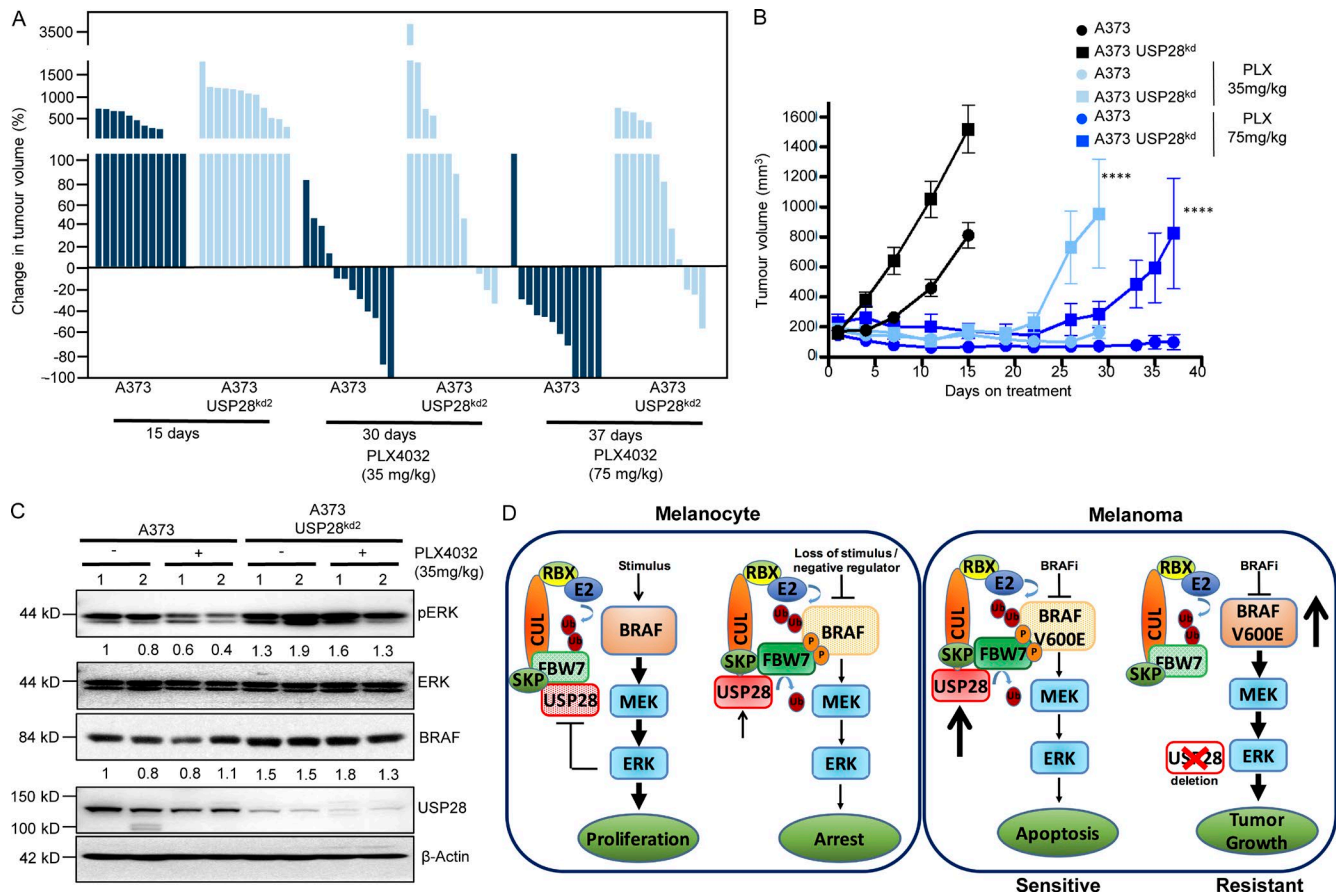 A
Change in tumour volume (%)
3500
1500
1000
500
100
80
60
40
20
0
-20
-40
-60
-80
~100
A373
A373
USP28kd2
15 days
A373
A373
USP28kd2
30 days
PLX4032
(35 mg/kg)
A373
A373
USP28kd2
37 days
PLX4032
(75 mg/kg)
B
A373
A373 USP28kd
A373
A373 USP28kd
PLX
35mg/kg
A373
A373 USP28kd
PLX
75mg/kg
Tumour volume (mm3)
1600
1400
1200
1000
800
600
400
200
0
****
****
0 5 10 15 20 25 30 35 40
Days on treatment
C
A373
A373
USP28kd2
- + - + PLX4032
1 2 1 2 1 2 1 2 (35mg/kg)
44 kD pERK
1 0.8 0.6 0.4 1.3 1.9 1.6 1.3
44 kD ERK
84 kD BRAF
1 0.8 0.8 1.1 1.5 1.5 1.8 1.3
150 kD USP28
100 kD
42 kD β-Actin
D
Melanocyte
RBX
E2
CUL
Ub
Ub
SKP
FBW7
USP28
Stimulus
BRAF
MEK
ERK
Proliferation
RBX
E2
CUL
Ub
Ub
SKP
FBW7
USP28
Ub
P
P
Loss of stimulus/
negative regulator
BRAF
MEK
ERK
Arrest
Melanoma
RBX
E2
CUL
Ub
Ub
SKP
FBW7
USP28
Ub
P
P
BRAFi
BRAF
V600E
MEK
ERK
Apoptosis
Sensitive
RBX
E2
CUL
Ub
Ub
SKP
FBW7
USP28
deletion
BRAFi
BRAF
V600E
MEK
ERK
Tumor
Growth
Resistant